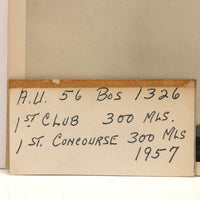 A.U. 56 BOS 1326
1ST CLUB 300 MLS.
1 ST. CONCOURSE 300 MLS
1957